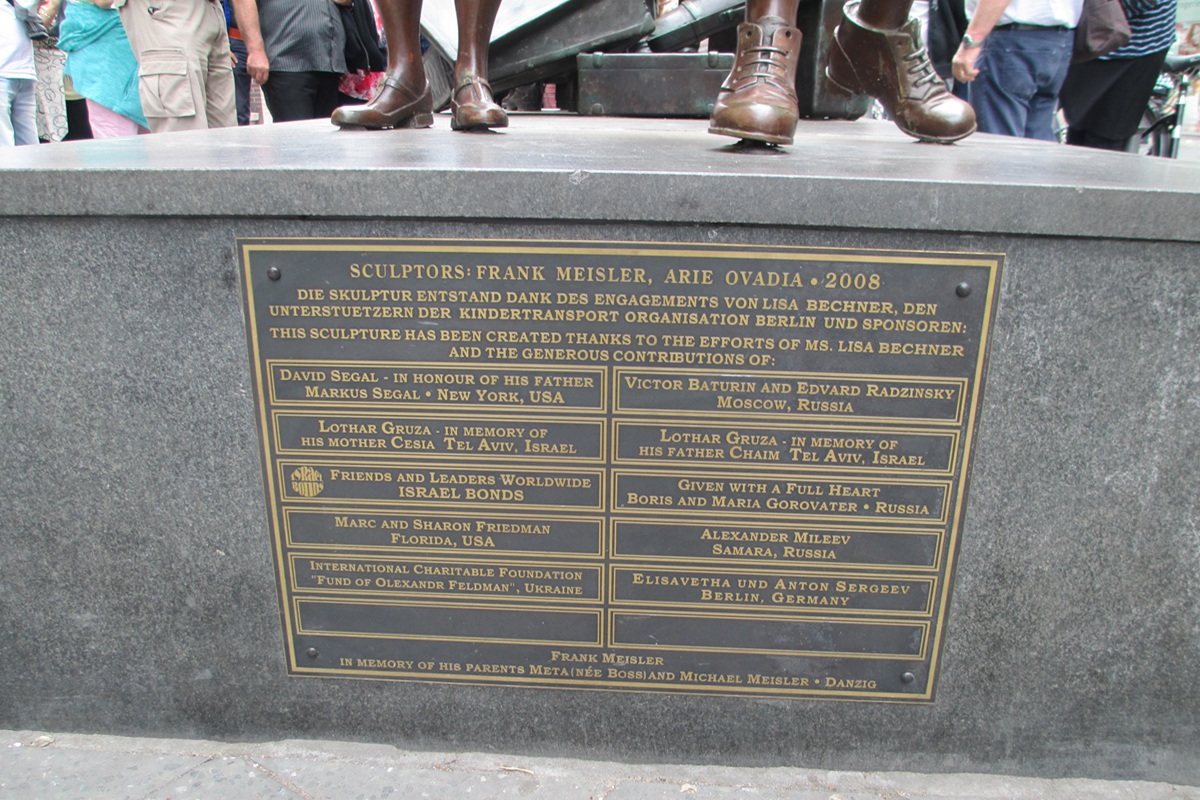 SCULPTORS: FRANK MEISLER, ARIE OVADIA • 2008
DIE SKULPTUR ENTSTAND DANK DES ENGAGEMENTS VON LISA BECHNER, DEN
UNTERSTUETZERN DER KINDERTRANSPORT ORGANISATION BERLIN UND SPONSOREN:
THIS SCULPTURE HAS BEEN CREATED THANKS TO THE EFFORTS OF MS. LISA BECHNER
AND THE GENEROUS CONTRIBUTIONS OF:
DAVID SEGAL - IN HONOUR OF HIS FATHER
MARKUS SEGAL • NEW YORK, USA
VICTOR BATURIN AND EDVARD RADZINSKY
MOSCOW, RUSSIA
LOTHAR GRUZA - IN MEMORY OF
HIS MOTHER CESIA TEL AVIV, ISRAEL
LOTHAR GRUZA - IN MEMORY OF
HIS FATHER CHAIM TEL AVIV, ISRAEL
ISRAEL
BONDS
FRIENDS AND LEADERS WORLDWIDE
ISRAEL BONDS
GIVEN WITH A FULL HEART
BORIS AND MARIA GOROVATER • RUSSIA
MARC AND SHARON FRIEDMAN
FLORIDA, USA
ALEXANDER MILEEV
SAMARA, RUSSIA
INTERNATIONAL CHARITABLE FOUNDATION
"FUND OF OLEXANDR FELDMAN", UKRAINE
ELISAVETHA UND ANTON SERGEEV
BERLIN, GERMANY
FRANK MEISLER
IN MEMORY OF HIS PARENTS META (NÉE BOSS) AND MICHAEL MEISLER • DANZIG